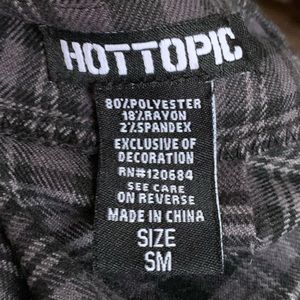 HOTTOPIC
80%POLYESTER
18%RAYON
2%SPANDEX
EXCLUSIVE OF
DECORATION
RN#120684
SEE CARE
ON REVERSE
MADE IN CHINA
SIZE
SM